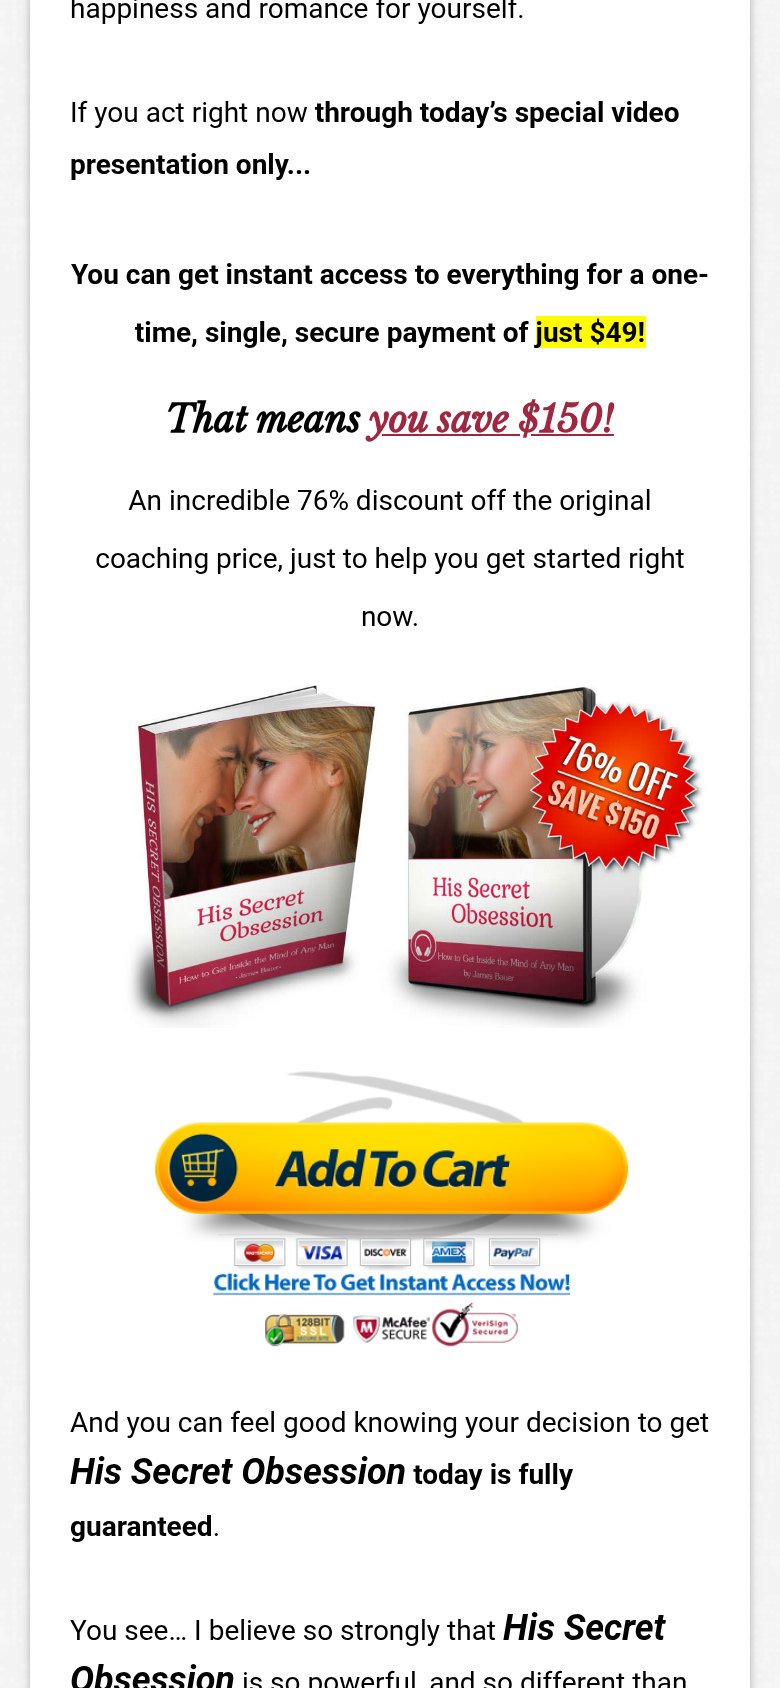 happiness and romance for yourself.
If you act right now through today’s special video
presentation only...
You can get instant access to everything for a one-
time, single, secure payment of just $49!
That means you save $150!
An incredible 76% discount off the original
coaching price, just to help you get started right
now.
HIS SECRET OBSESSION
His Secret
Obsession
How to Get Inside the Mind of Any Man
- James Bauer -
His Secret
Obsession
How to Get Inside the Mind of Any Man
by James Bauer
76% OFF
SAVE $150
Add To Cart
MASTERCARD VISA DISCOVER AMEX PayPal
Click Here To Get Instant Access Now!
128BIT
SSL
SECURE SITE
McAfee
SECURE
VeriSign
Secured
And you can feel good knowing your decision to get
His Secret Obsession today is fully
guaranteed.
You see… I believe so strongly that His Secret
Obsession is so powerful, and so different than